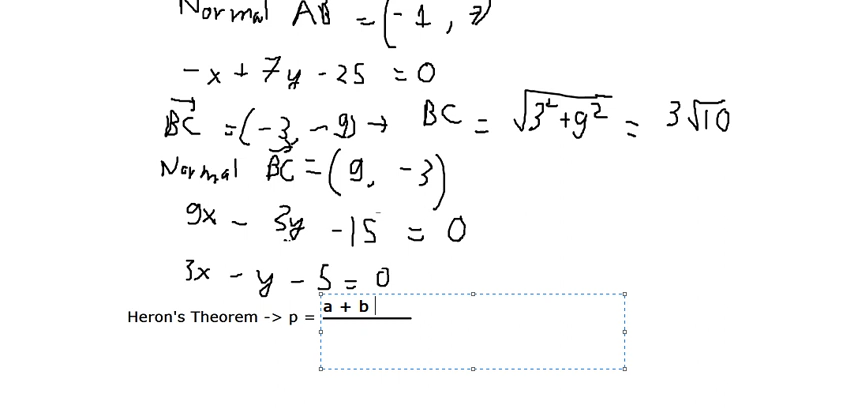 Normal AB = (-1, 7)
-x + 7y - 25 = 0
BC = (-3, -9) → BC = √3²+9² = 3√10
Normal BC = (9, -3)
9x - 3y - 15 = 0
3x - y - 5 = 0
a + b
Heron's Theorem -> p =